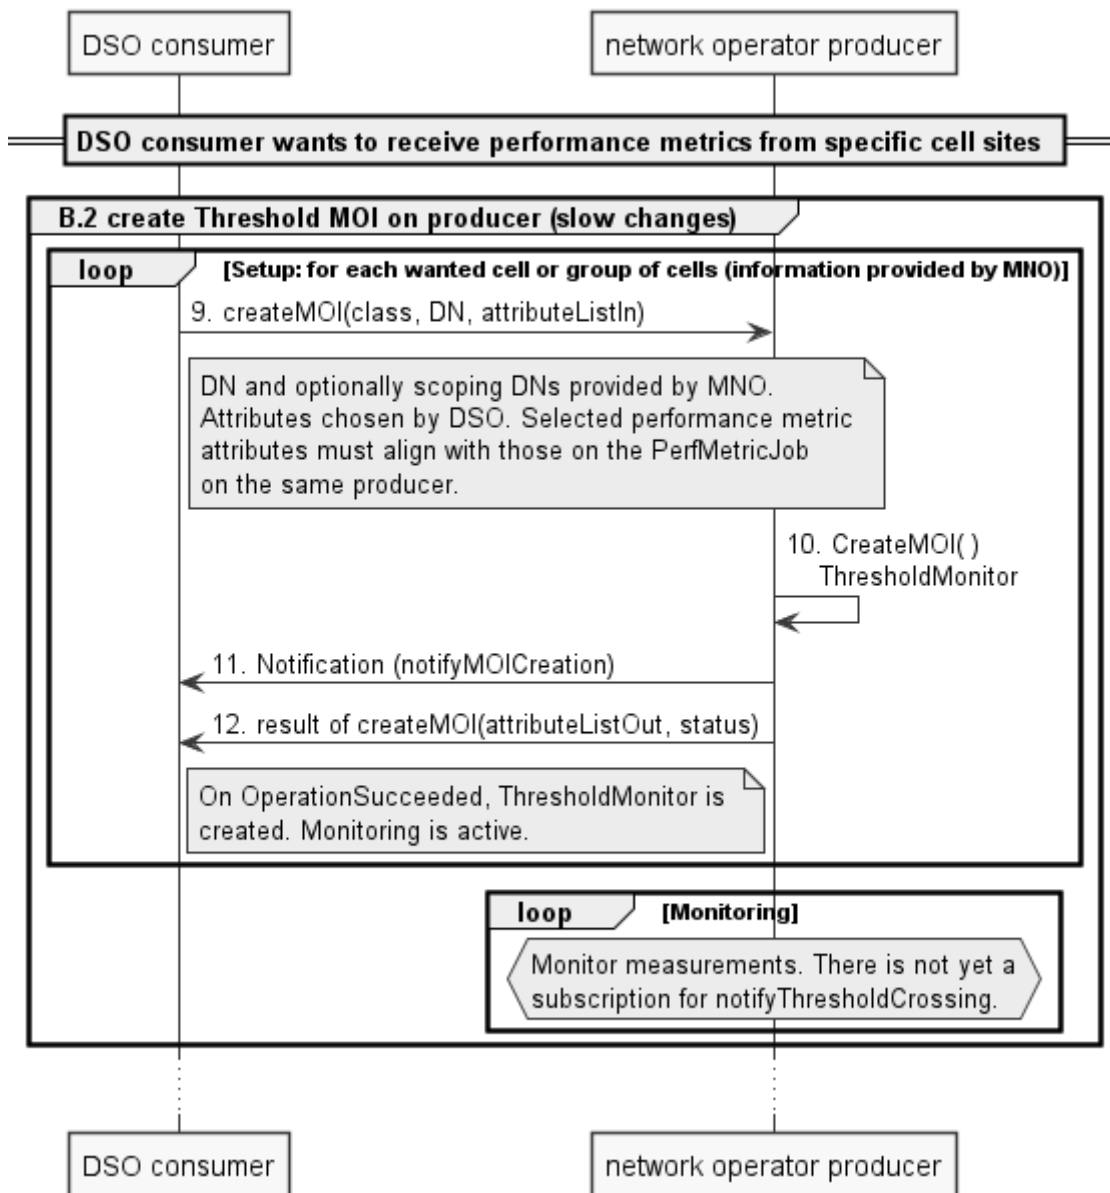 DSO consumer
network operator producer
DSO consumer wants to receive performance metrics from specific cell sites
B.2 create Threshold MOI on producer (slow changes)
loop
[Setup: for each wanted cell or group of cells (information provided by MNO)]
9. createMOI(class, DN, attributeListIn)
DN and optionally scoping DNs provided by MNO.
Attributes chosen by DSO. Selected performance metric
attributes must align with those on the PerfMetricJob
on the same producer.
10. CreateMOI( )
ThresholdMonitor
11. Notification (notifyMOICreation)
12. result of createMOI(attributeListOut, status)
On OperationSucceeded, ThresholdMonitor is
created. Monitoring is active.
loop
[Monitoring]
Monitor measurements. There is not yet a
subscription for notifyThresholdCrossing.
DSO consumer
network operator producer